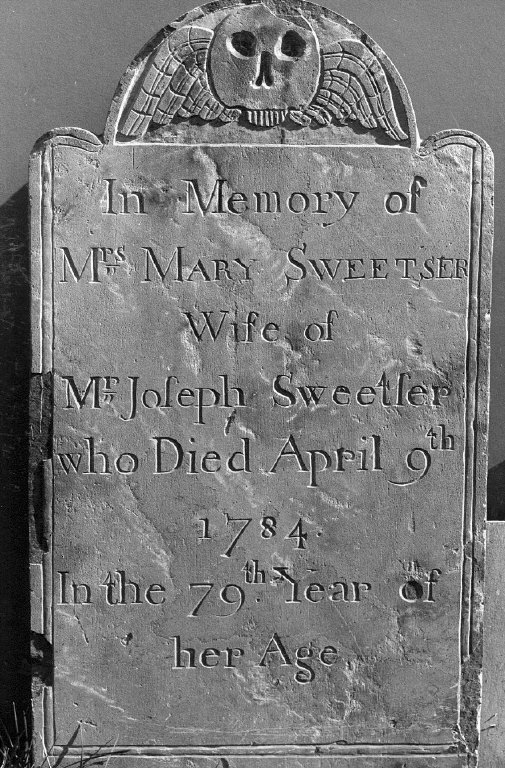 In Memory of
Mrs MARY SWEETSER
Wife of
Mr Joſeph Sweetſer
who Died April 9th
1784.
In the 79th Year of
her Age